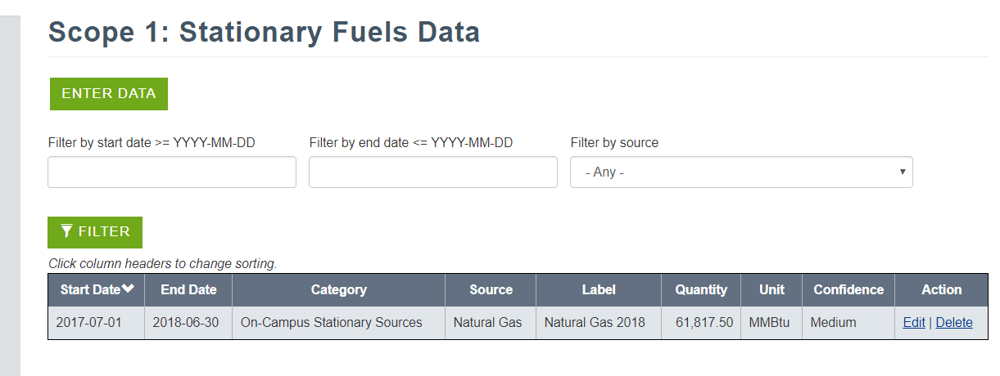 Scope 1: Stationary Fuels Data
ENTER DATA
Filter by start date >= YYYY-MM-DD Filter by end date <= YYYY-MM-DD Filter by source
- Any -
FILTER
Click column headers to change sorting.
Start Date End Date Category Source Label Quantity Unit Confidence Action
2017-07-01 2018-06-30 On-Campus Stationary Sources Natural Gas Natural Gas 2018 61,817.50 MMBtu Medium Edit | Delete